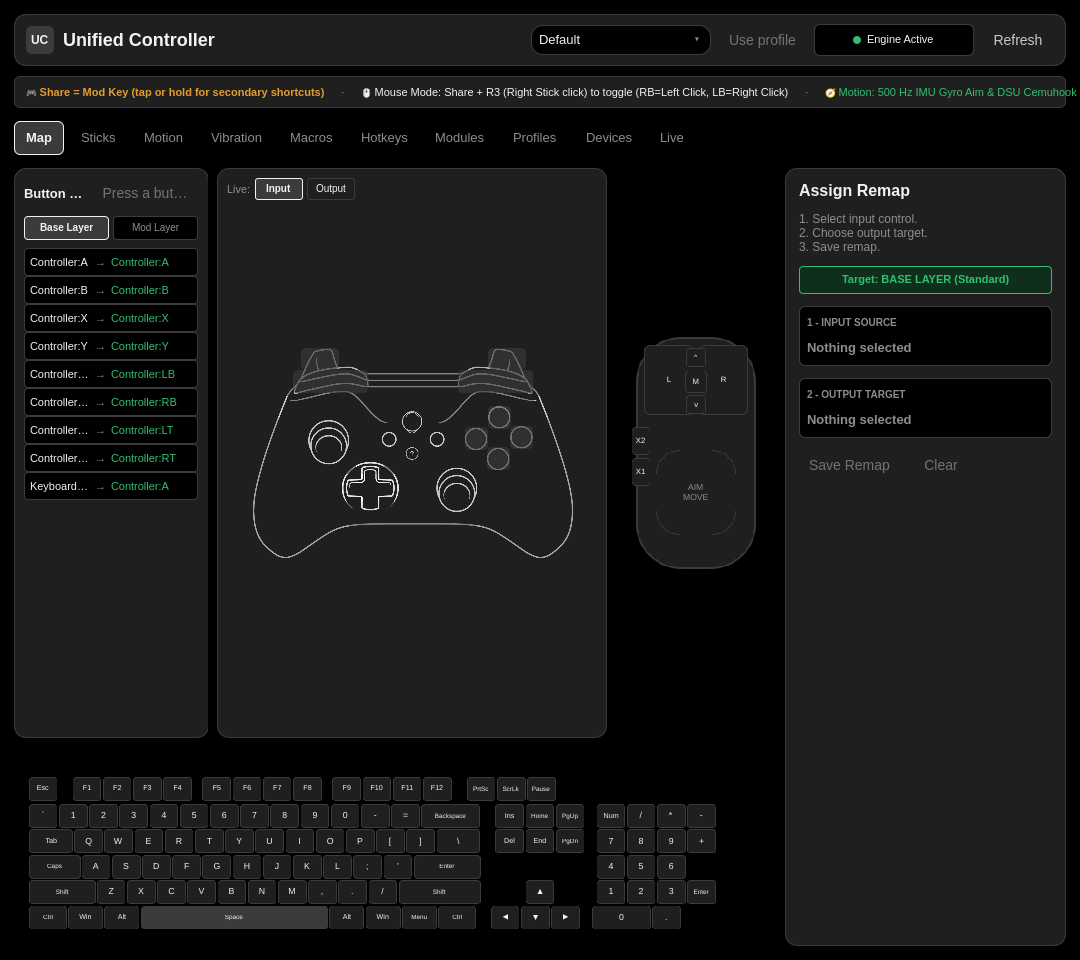 UC Unified Controller Default Use profile Engine Active Refresh
Share = Mod Key (tap or hold for secondary shortcuts) · Mouse Mode: Share + R3 (Right Stick click) to toggle (RB=Left Click, LB=Right Click) · Motion: 500 Hz IMU Gyro Aim & DSU Cemuhook
Map Sticks Motion Vibration Macros Hotkeys Modules Profiles Devices Live
Button ... Press a but...
Base Layer Mod Layer
Controller:A → Controller:A
Controller:B → Controller:B
Controller:X → Controller:X
Controller:Y → Controller:Y
Controller... → Controller:LB
Controller... → Controller:RB
Controller... → Controller:LT
Controller... → Controller:RT
Keyboard... → Controller:A
Live: Input Output
^
L M R
v
X2
X1
AIM
MOVE
Assign Remap
1. Select input control.
2. Choose output target.
3. Save remap.
Target: BASE LAYER (Standard)
1 - INPUT SOURCE
Nothing selected
2 - OUTPUT TARGET
Nothing selected
Save Remap Clear
Esc F1 F2 F3 F4 F5 F6 F7 F8 F9 F10 F11 F12 PrtSc ScrLk Pause
` 1 2 3 4 5 6 7 8 9 0 - = Backspace Ins Home PgUp Num / * -
Tab Q W E R T Y U I O P [ ] \ Del End PgDn 7 8 9 +
Caps A S D F G H J K L ; ' Enter 4 5 6
Shift Z X C V B N M , . / Shift ▲ 1 2 3 Enter
Ctrl Win Alt Space Alt Win Menu Ctrl ◄ ▼ ► 0 .